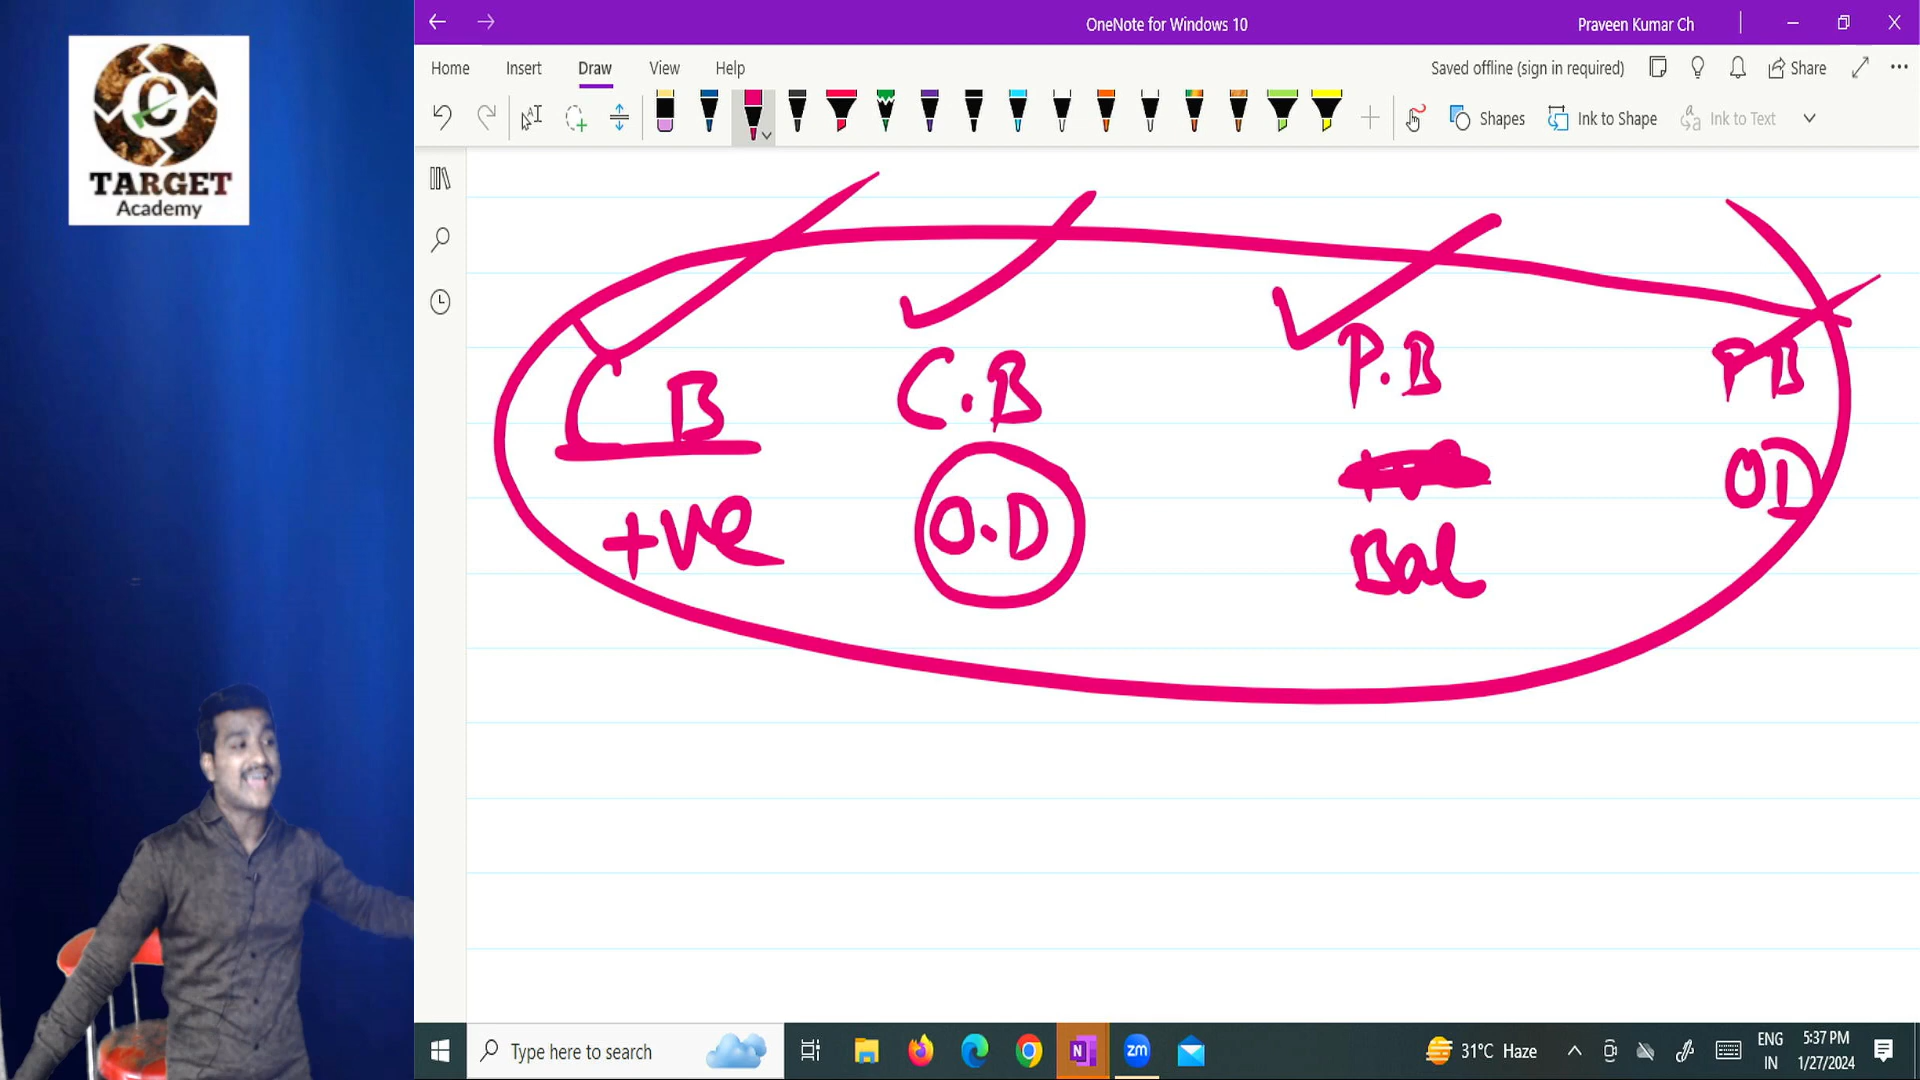 OneNote for Windows 10
Praveen Kumar Ch
TARGET
Academy
Home Insert Draw View Help
Saved offline (sign in required)
Share
Shapes
Ink to Shape
Ink to Text
C B C.B P.B PB
+ve O.D Bal OD
Type here to search
zm
31°C Haze
ENG
IN
5:37 PM
1/27/2024